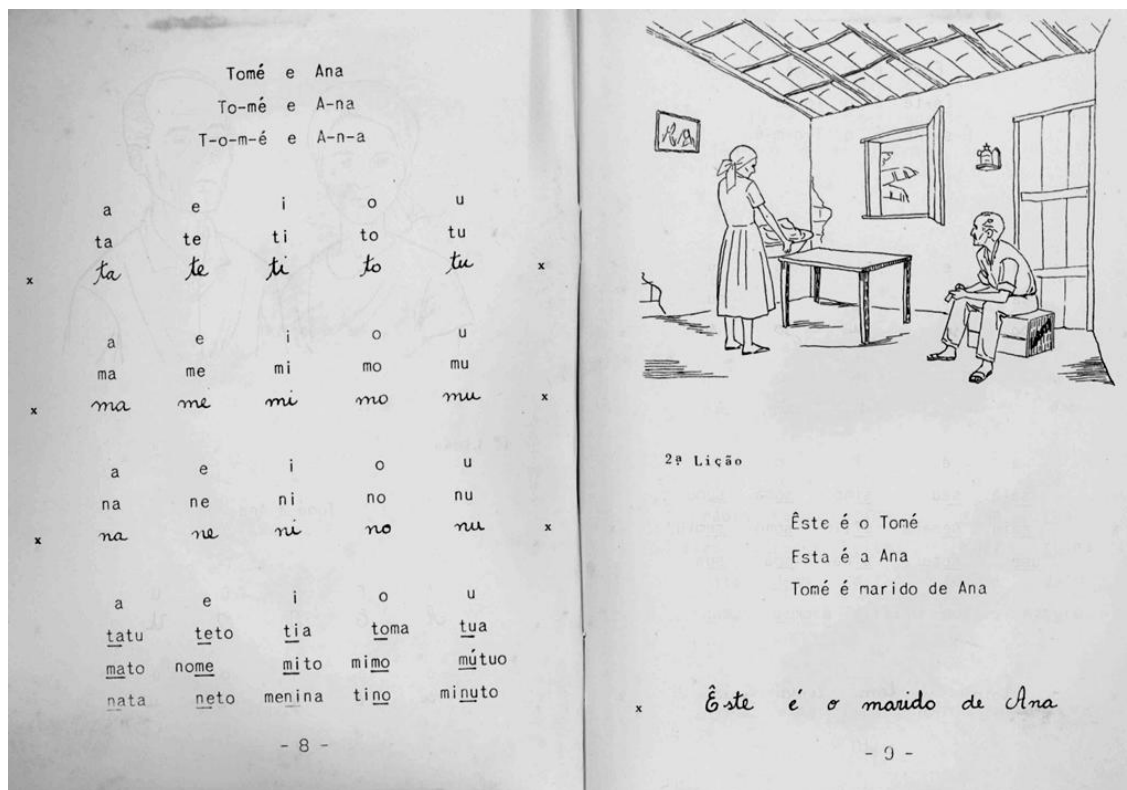 Tomé e Ana
To-mé e A-na
T-o-m-é e A-n-a
a e i o u
ta te ti to tu
x ta te ti to tu x
a e i o u
ma me mi mo mu
x ma me mi mo mu x
a e i o u
na ne ni no nu
x na ne ni no nu x
a e i o u
tatu teto tia toma tua
mato nome mito mimo mútuo
nata neto menina tino minuto
- 8 -
2ª Lição
Êste é o Tomé
Esta é a Ana
Tomé é marido de Ana
x Êste é o marido de Ana
- 9 -